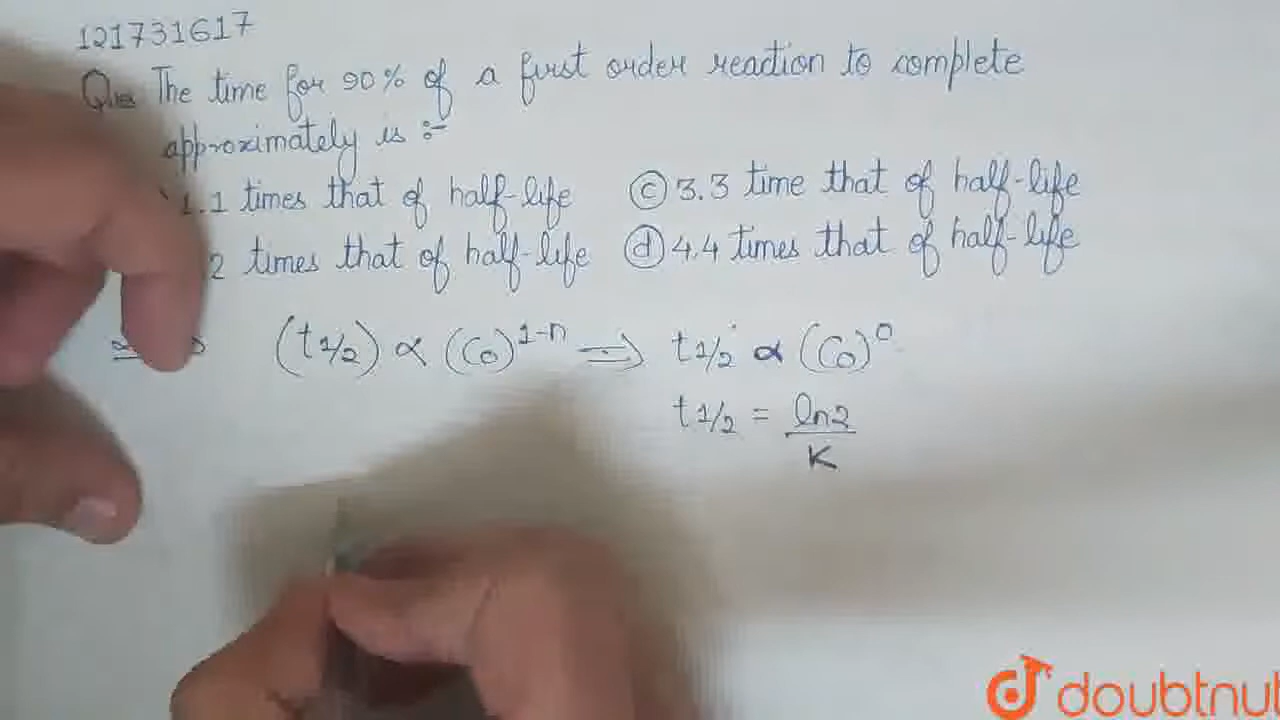 121731617
Que The time for 90% of a first order reaction to complete
approximately is :-
1.1 times that of half-life (c) 3.3 time that of half-life
2 times that of half-life (d) 4.4 times that of half-life
(t1/2) ∝ (C0)^1-n ⟹ t1/2 ∝ (C0)^0
t1/2 = ln2/K
doubtnut